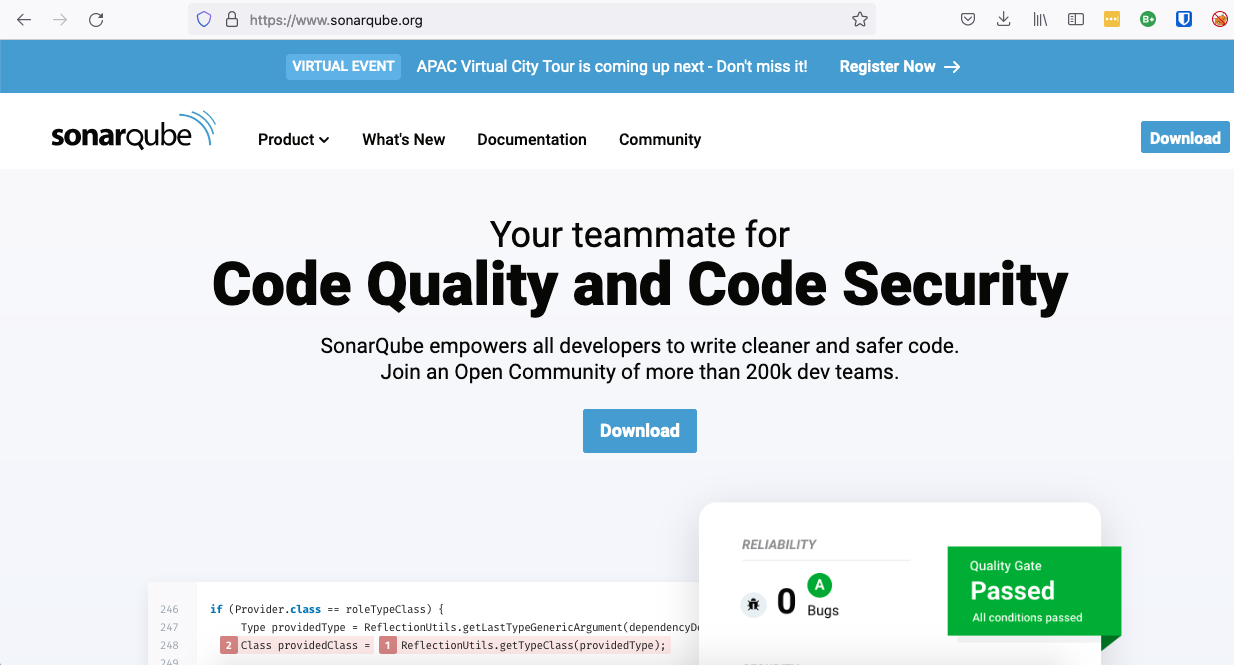 https://www.sonarqube.org
B+
VIRTUAL EVENT APAC Virtual City Tour is coming up next - Don't miss it! Register Now →
sonarqube Product What's New Documentation Community Download
Your teammate for
Code Quality and Code Security
SonarQube empowers all developers to write cleaner and safer code.
Join an Open Community of more than 200k dev teams.
Download
RELIABILITY
0 A
Bugs
Quality Gate
Passed
All conditions passed
246 if (Provider.class == roleTypeClass) {
247 Type providedType = ReflectionUtils.getLastTypeGenericArgument(
248 2 Class providedClass = 1 ReflectionUtils.getTypeClass(providedType);
249